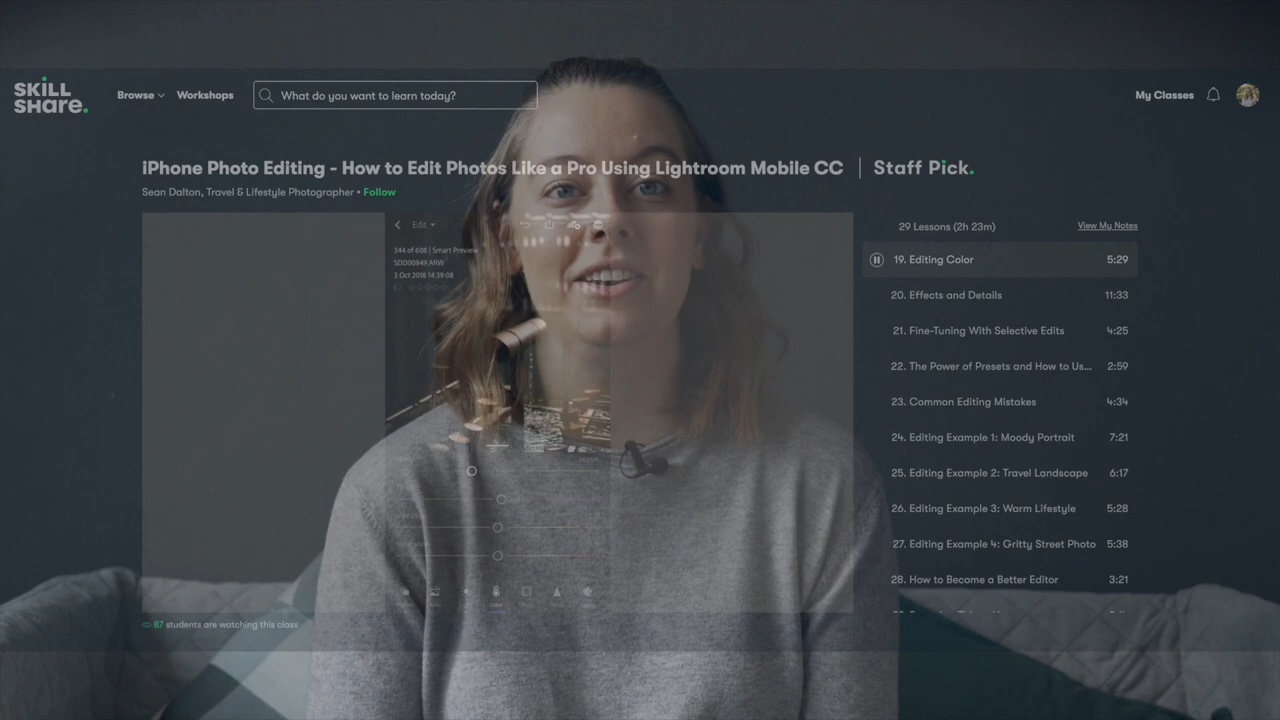 SKILL
SHare.
Browse
Workshops
What do you want to learn today?
My Classes
iPhone Photo Editing - How to Edit Photos Like a Pro Using Lightroom Mobile CC | Staff Pick.
Sean Dalton, Travel & Lifestyle Photographer • Follow
Edit
344 of 608 | Smart Preview
SDD00849.ARW
3 Oct 2018 14:39:08
29 Lessons (2h 23m)
View My Notes
19. Editing Color 5:29
20. Effects and Details 11:33
21. Fine-Tuning With Selective Edits 4:25
22. The Power of Presets and How to Us... 2:59
23. Common Editing Mistakes 4:34
24. Editing Example 1: Moody Portrait 7:21
25. Editing Example 2: Travel Landscape 6:17
26. Editing Example 3: Warm Lifestyle 5:28
27. Editing Example 4: Gritty Street Photo 5:38
28. How to Become a Better Editor 3:21
87 students are watching this class